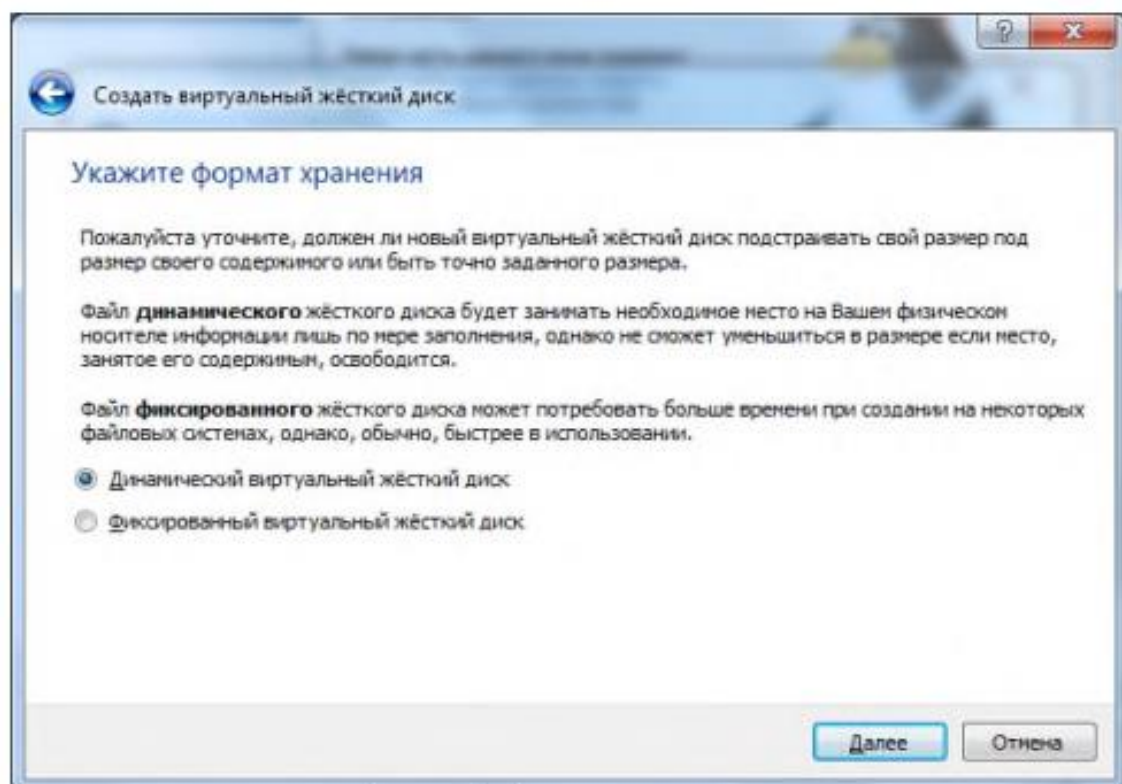 Создать виртуальный жёсткий диск
Укажите формат хранения
Пожалуйста уточните, должен ли новый виртуальный жёсткий диск подстраивать свой размер под
размер своего содержимого или быть точно заданного размера.
Файл динамического жёсткого диска будет занимать необходимое место на Вашем физическом
носителе информации лишь по мере заполнения, однако не сможет уменьшиться в размере если место,
занятое его содержимым, освободится.
Файл фиксированного жёсткого диска может потребовать больше времени при создании на некоторых
файловых системах, однако, обычно, быстрее в использовании.
Динамический виртуальный жёсткий диск
Фиксированный виртуальный жёсткий диск
Далее
Отмена